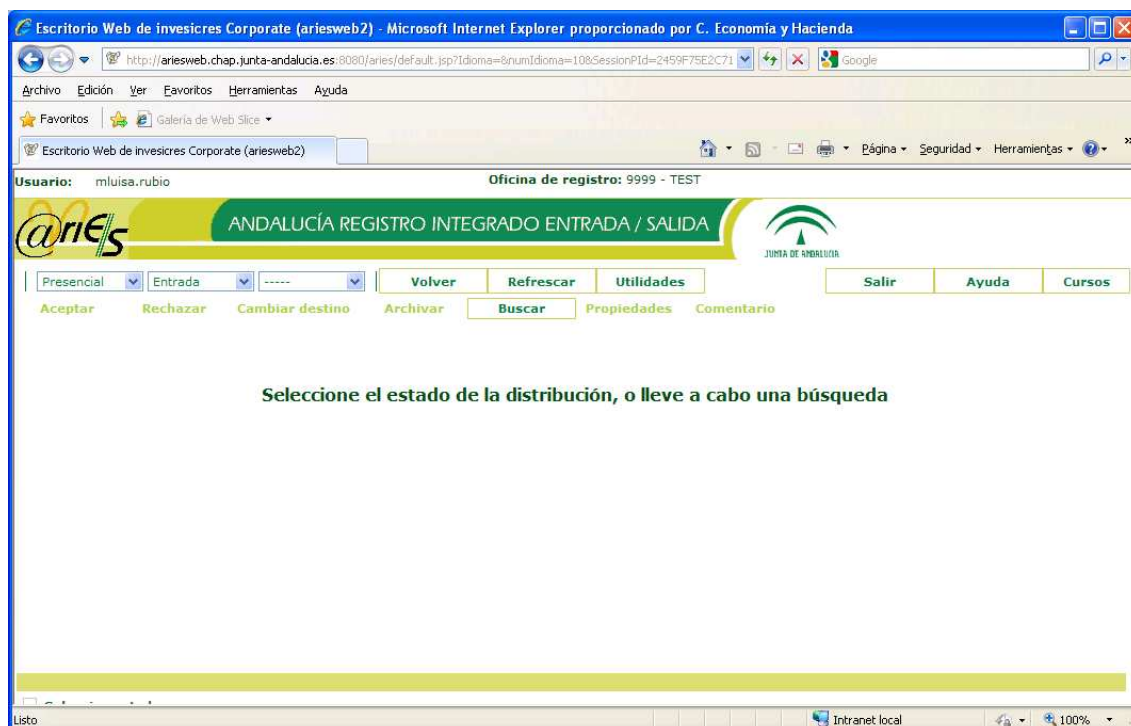 Escritorio Web de invesicres Corporate (ariesweb2) - Microsoft Internet Explorer proporcionado por C. Economía y Hacienda
http://ariesweb.chap.junta-andalucia.es:8080/aries/default.jsp?Idioma=&numIdioma=10&SessionPId=2459F75E2C71 Google
Archivo Edición Ver Favoritos Herramientas Ayuda
Favoritos Galería de Web Slice
Escritorio Web de invesicres Corporate (ariesweb2) Página Seguridad Herramientas »
Usuario: mluisa.rubio Oficina de registro: 9999 - TEST
@riEs ANDALUCÍA REGISTRO INTEGRADO ENTRADA / SALIDA
JUNTA DE ANDALUCIA
Presencial Entrada ----- Volver Refrescar Utilidades Salir Ayuda Cursos
Aceptar Rechazar Cambiar destino Archivar Buscar Propiedades Comentario
Seleccione el estado de la distribución, o lleve a cabo una búsqueda
Listo Intranet local 100%